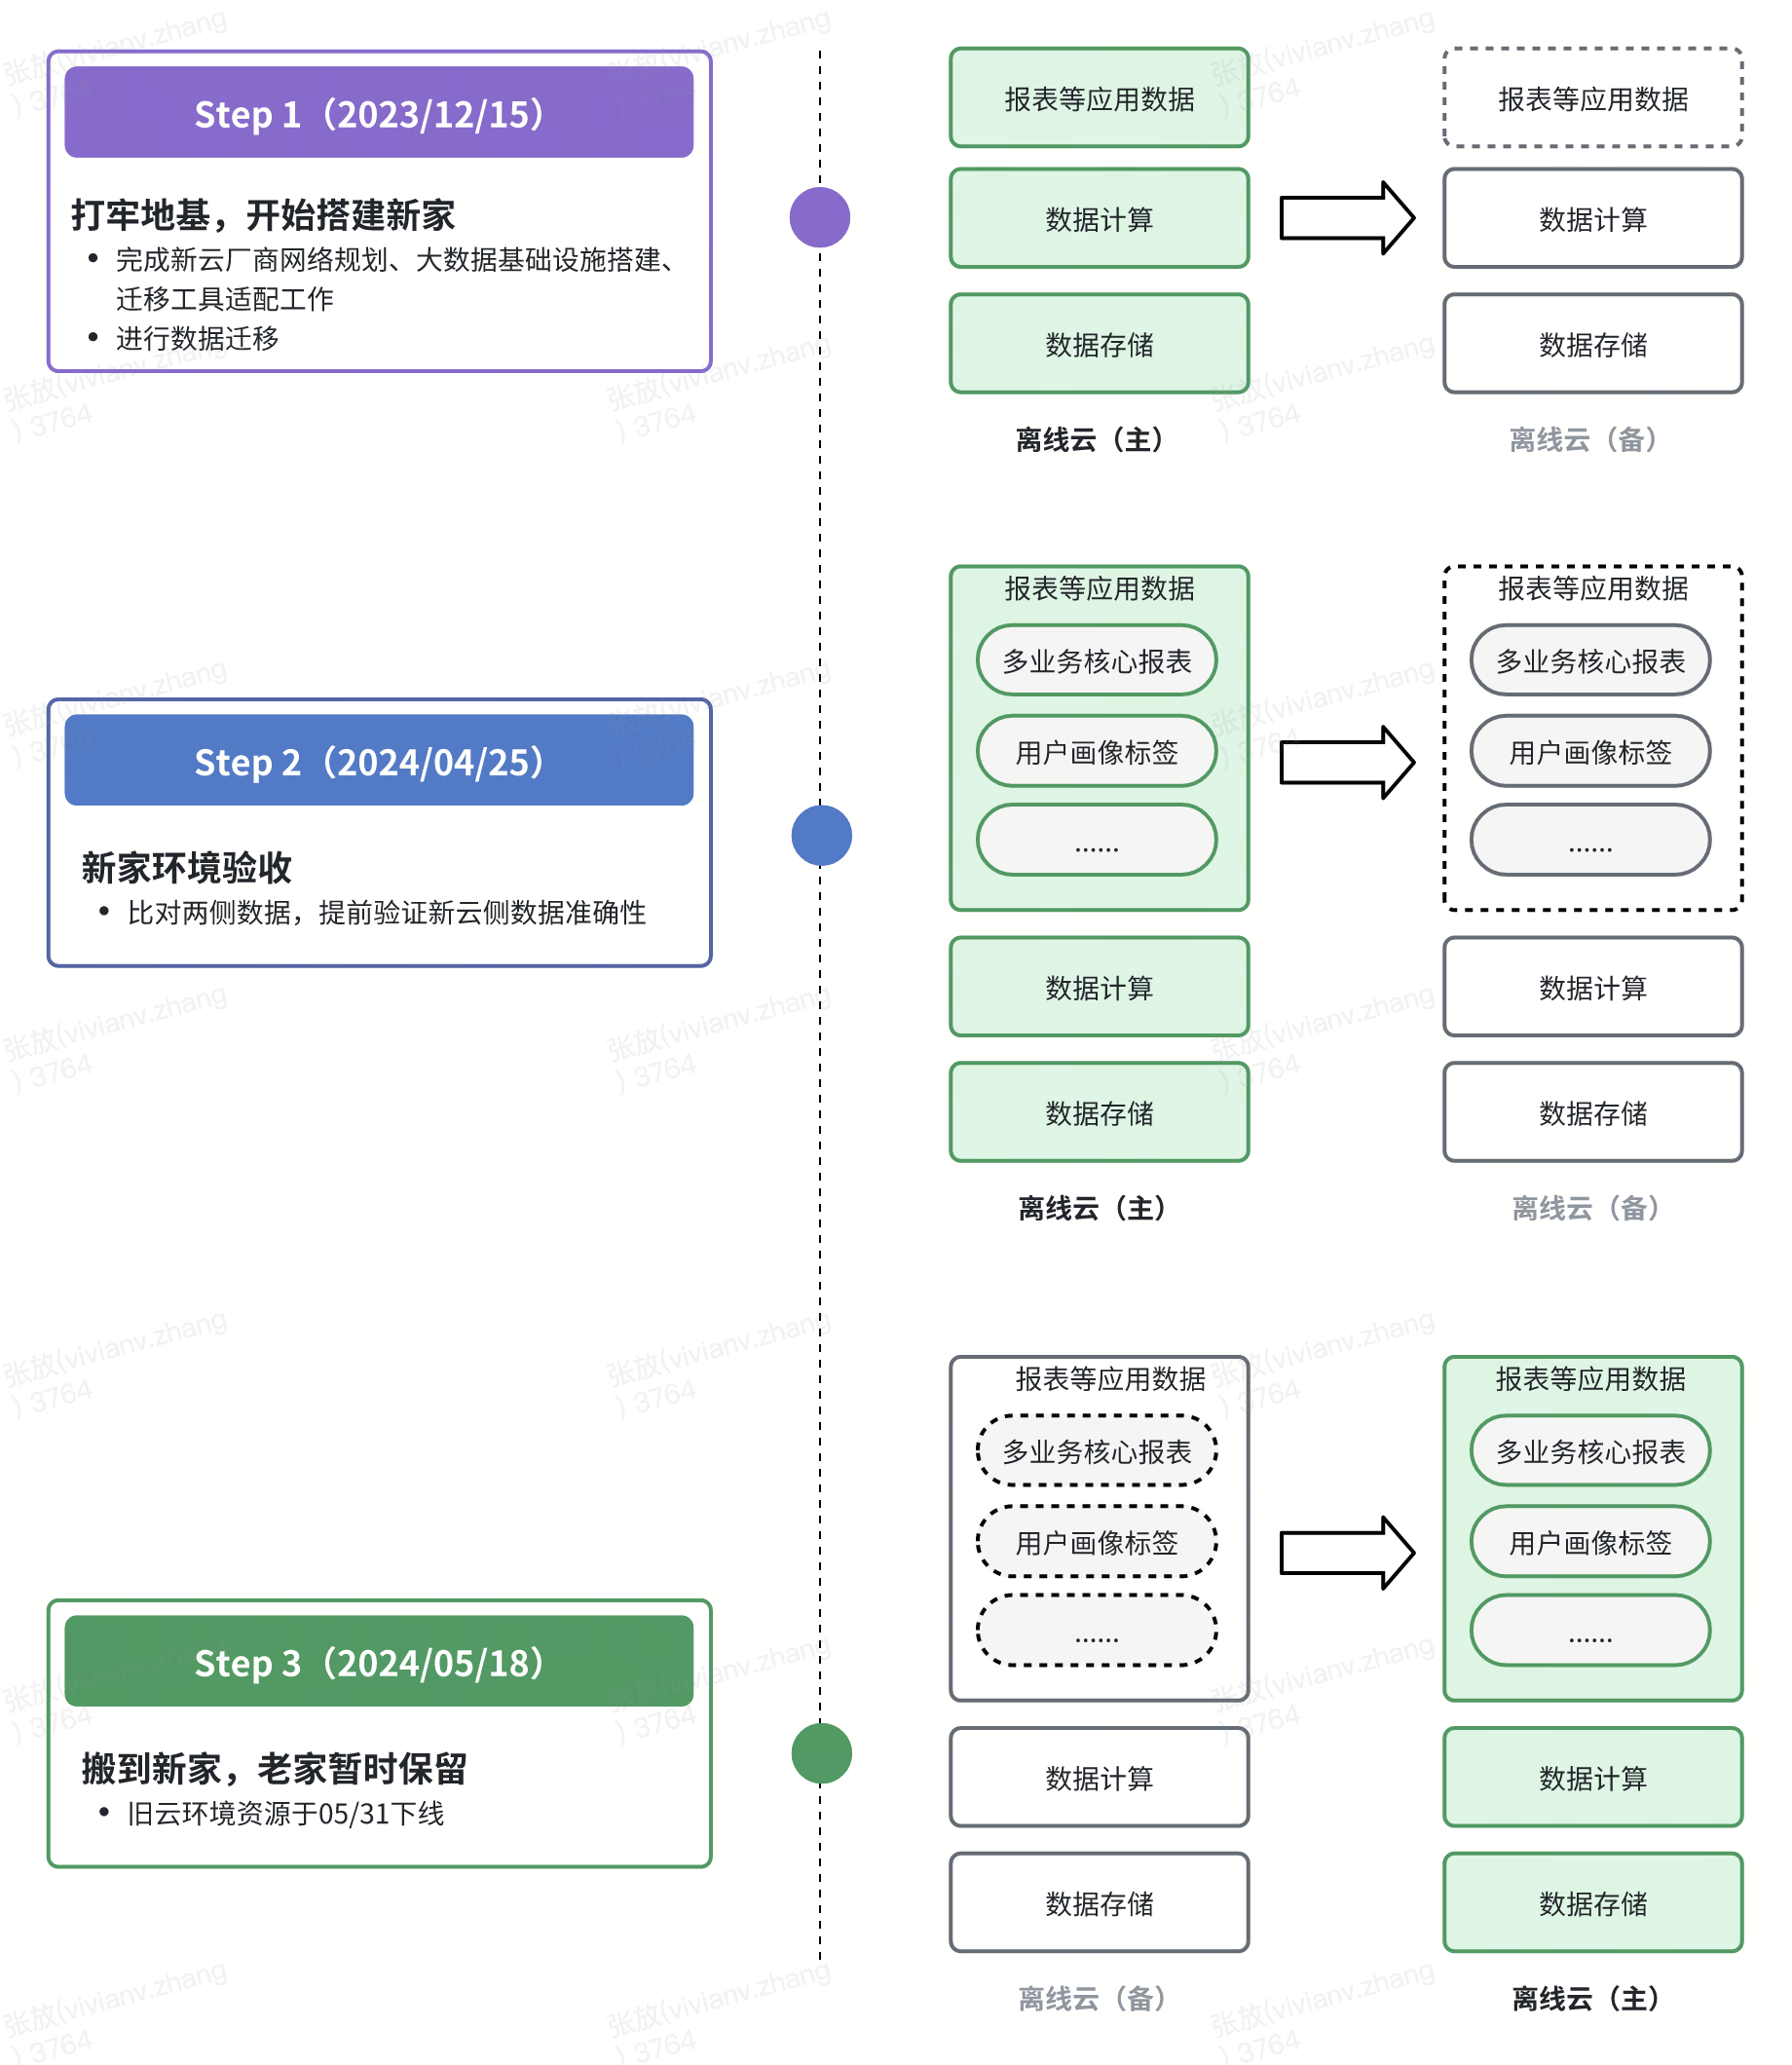 Step 1（2023/12/15）
打牢地基，开始搭建新家
• 完成新云厂商网络规划、大数据基础设施搭建、
迁移工具适配工作
• 进行数据迁移
报表等应用数据
数据计算
数据存储
离线云（主）
报表等应用数据
数据计算
数据存储
离线云（备）
Step 2（2024/04/25）
新家环境验收
• 比对两侧数据，提前验证新云侧数据准确性
报表等应用数据
多业务核心报表
用户画像标签
......
数据计算
数据存储
离线云（主）
报表等应用数据
多业务核心报表
用户画像标签
......
数据计算
数据存储
离线云（备）
Step 3（2024/05/18）
搬到新家，老家暂时保留
• 旧云环境资源于05/31下线
报表等应用数据
多业务核心报表
用户画像标签
......
数据计算
数据存储
离线云（备）
报表等应用数据
多业务核心报表
用户画像标签
......
数据计算
数据存储
离线云（主）
张放(vivianv.zhang
) 3764